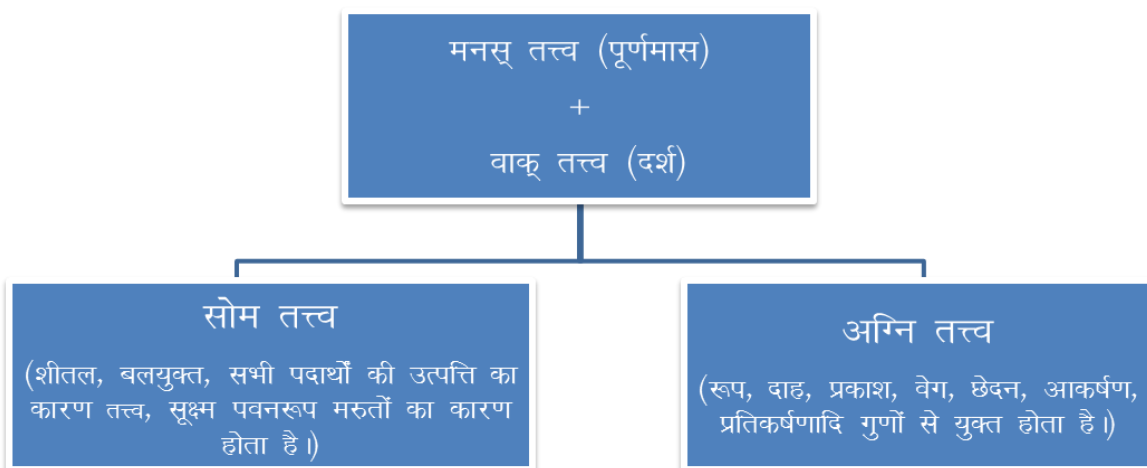 मनस् तत्त्व (पूर्णमास)
+
वाक् तत्त्व (दर्श)
सोम तत्त्व
(शीतल, बलयुक्त, सभी पदार्थों की उत्पत्ति का
कारण तत्त्व, सूक्ष्म पवनरूप मरुतों का कारण
होता है।)
अग्नि तत्त्व
(रूप, दाह, प्रकाश, वेग, छेदन, आकर्षण,
प्रतिकर्षणादि गुणों से युक्त होता है।)